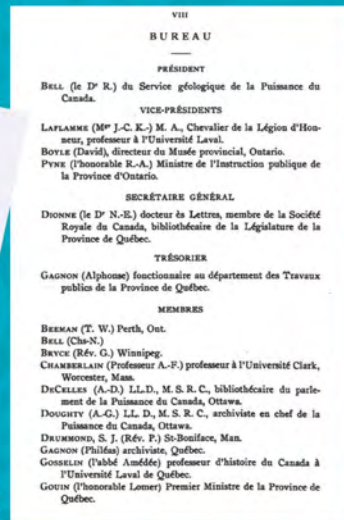 VIII
BUREAU
PRÉSIDENT
BELL (le Dr R.) du Service géologique de la Puissance du
Canada.
VICE-PRÉSIDENTS
LAFLAMME (Mgr J.-C. K.-) M. A., Chevalier de la Légion d'Hon-
neur, professeur à l'Université Laval.
BOYLE (David), directeur du Musée provincial, Ontario.
PYNE (l'honorable R.-A.) Ministre de l'Instruction publique de
la Province d'Ontario.
SECRÉTAIRE GÉNÉRAL
DIONNE (le Dr N.-E.) docteur ès Lettres, membre de la Société
Royale du Canada, bibliothécaire de la Législature de la
Province de Québec.
TRÉSORIER
GAGNON (Alphonse) fonctionnaire au département des Travaux
publics de la Province de Québec.
MEMBRES
BEEMAN (T. W.) Perth, Ont.
BELL (Chs-N.)
BRYCE (Rév. G.) Winnipeg.
CHAMBERLAIN (Professeur A.-F.) professeur à l'Université Clark,
Worcester, Mass.
DECELLES (A.-D.) LL.D., M. S. R. C., bibliothécaire du parle-
ment de la Puissance du Canada, Ottawa.
DOUGHTY (A.-G.) LL. D., M. S. R. C., archiviste en chef de la
Puissance du Canada, Ottawa.
DRUMMOND, S. J. (Rév. P.) St-Boniface, Man.
GAGNON (Philéas) archiviste, Québec.
GOSSELIN (l'abbé Amédée) professeur d'histoire du Canada à
l'Université Laval de Québec.
GOUIN (l'honorable Lomer) Premier Ministre de la Province de
Québec.